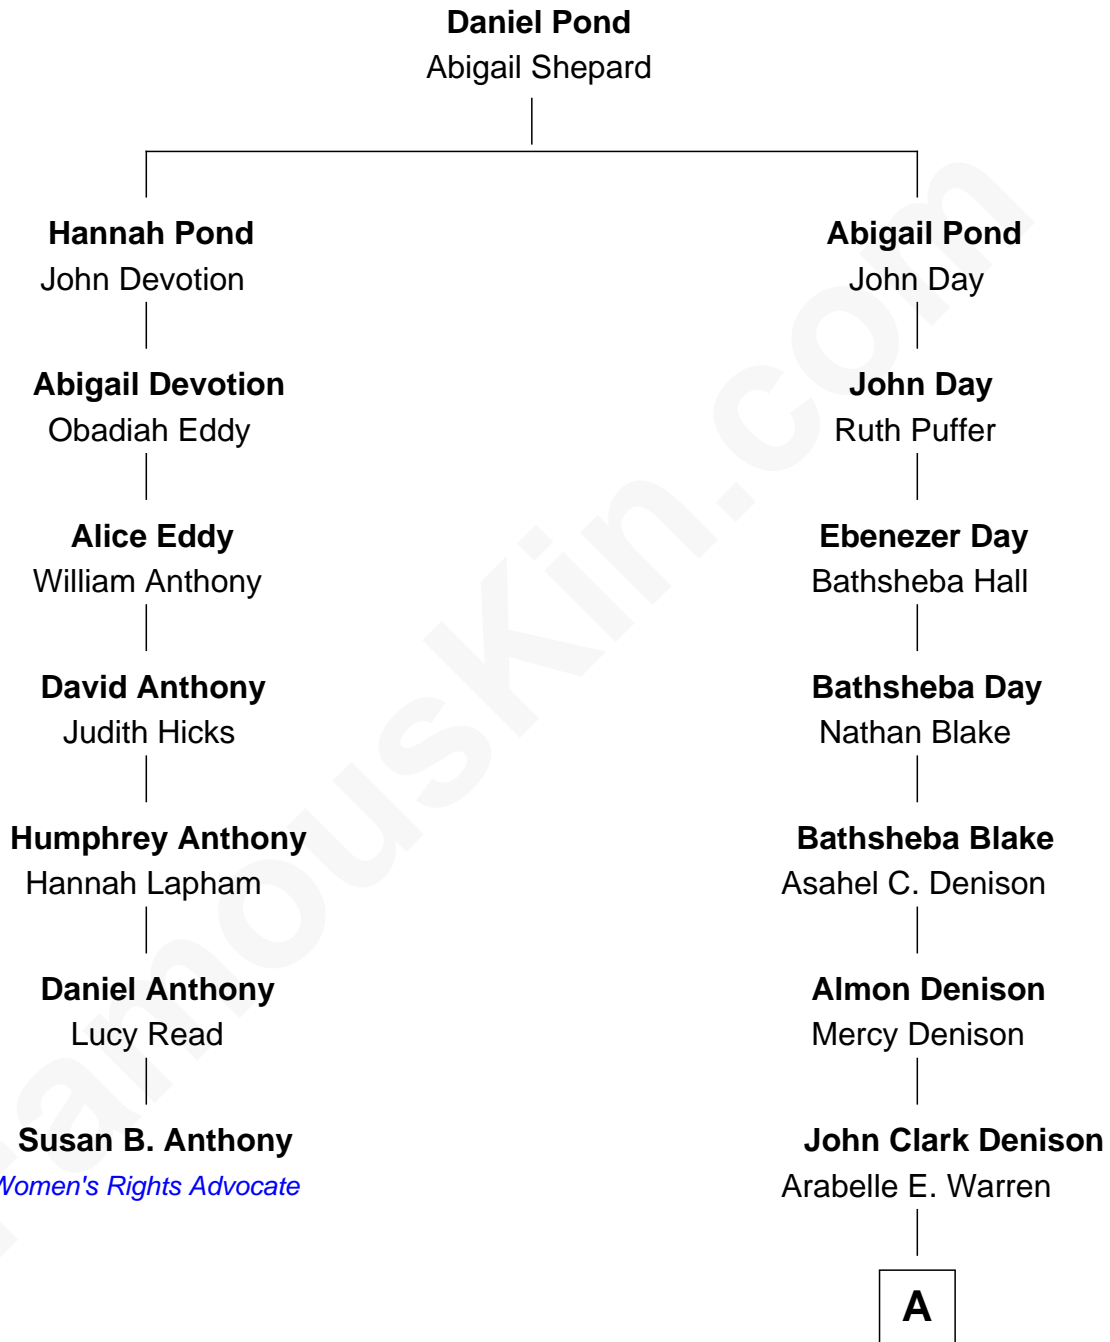 Daniel Pond
Abigail Shepard
Hannah Pond
John Devotion
Abigail Pond
John Day
Abigail Devotion
Obadiah Eddy
John Day
Ruth Puffer
Alice Eddy
William Anthony
Ebenezer Day
Bathsheba Hall
David Anthony
Judith Hicks
Bathsheba Day
Nathan Blake
Humphrey Anthony
Hannah Lapham
Bathsheba Blake
Asahel C. Denison
Daniel Anthony
Lucy Read
Almon Denison
Mercy Denison
Susan B. Anthony
Women's Rights Advocate
John Clark Denison
Arabelle E. Warren
A
FamousKin.com